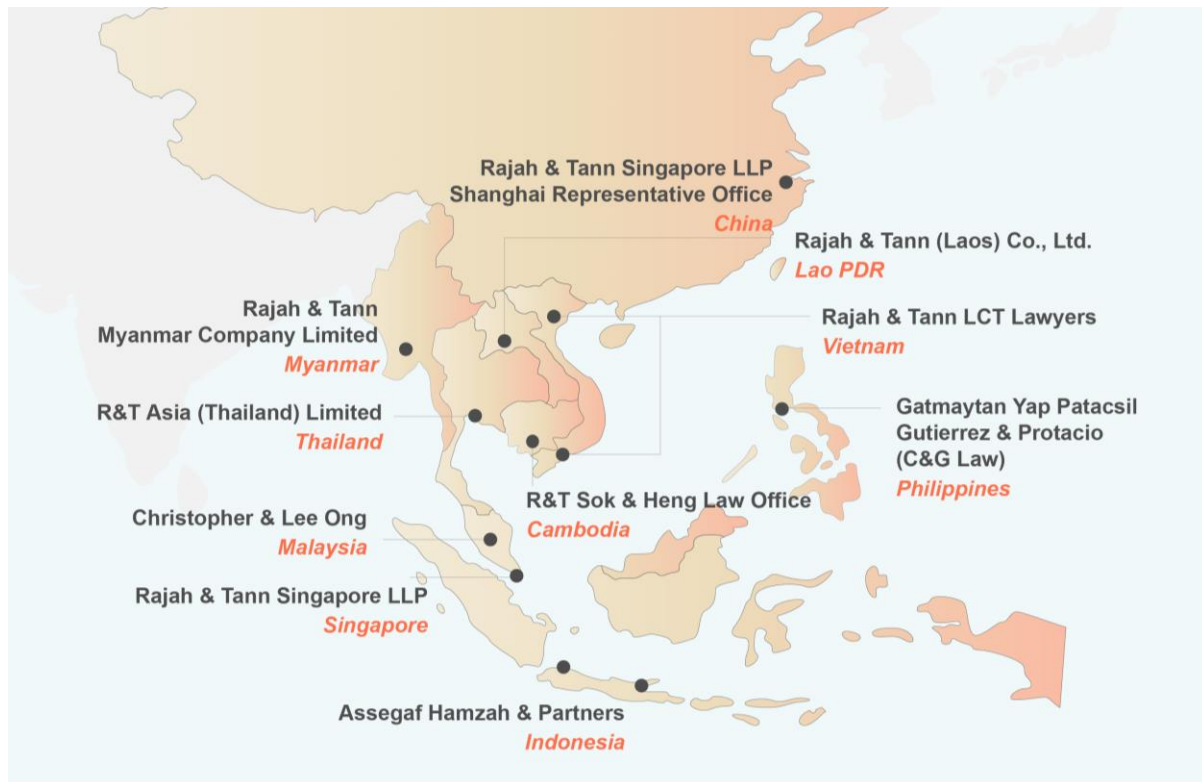 Rajah & Tann Singapore LLP
Shanghai Representative Office
China
Rajah & Tann (Laos) Co., Ltd.
Lao PDR
Rajah & Tann
Myanmar Company Limited
Myanmar
Rajah & Tann LCT Lawyers
Vietnam
R&T Asia (Thailand) Limited
Thailand
Gatmaytan Yap Patacsil
Gutierrez & Protacio
(C&G Law)
Philippines
R&T Sok & Heng Law Office
Cambodia
Christopher & Lee Ong
Malaysia
Rajah & Tann Singapore LLP
Singapore
Assegaf Hamzah & Partners
Indonesia